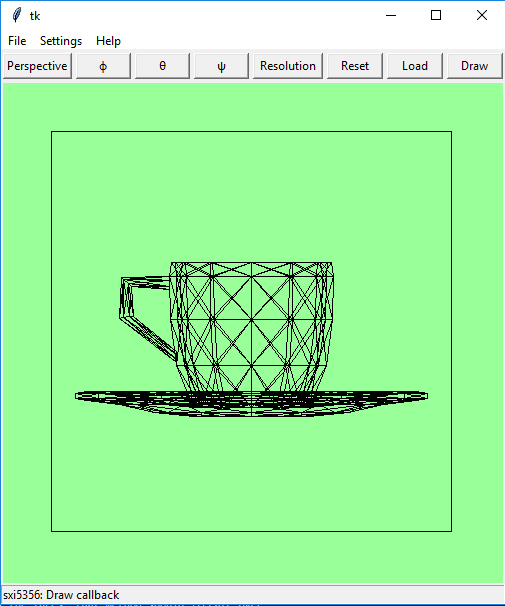 tk
File Settings Help
Perspective ϕ θ ψ Resolution Reset Load Draw
sxi5356: Draw callback